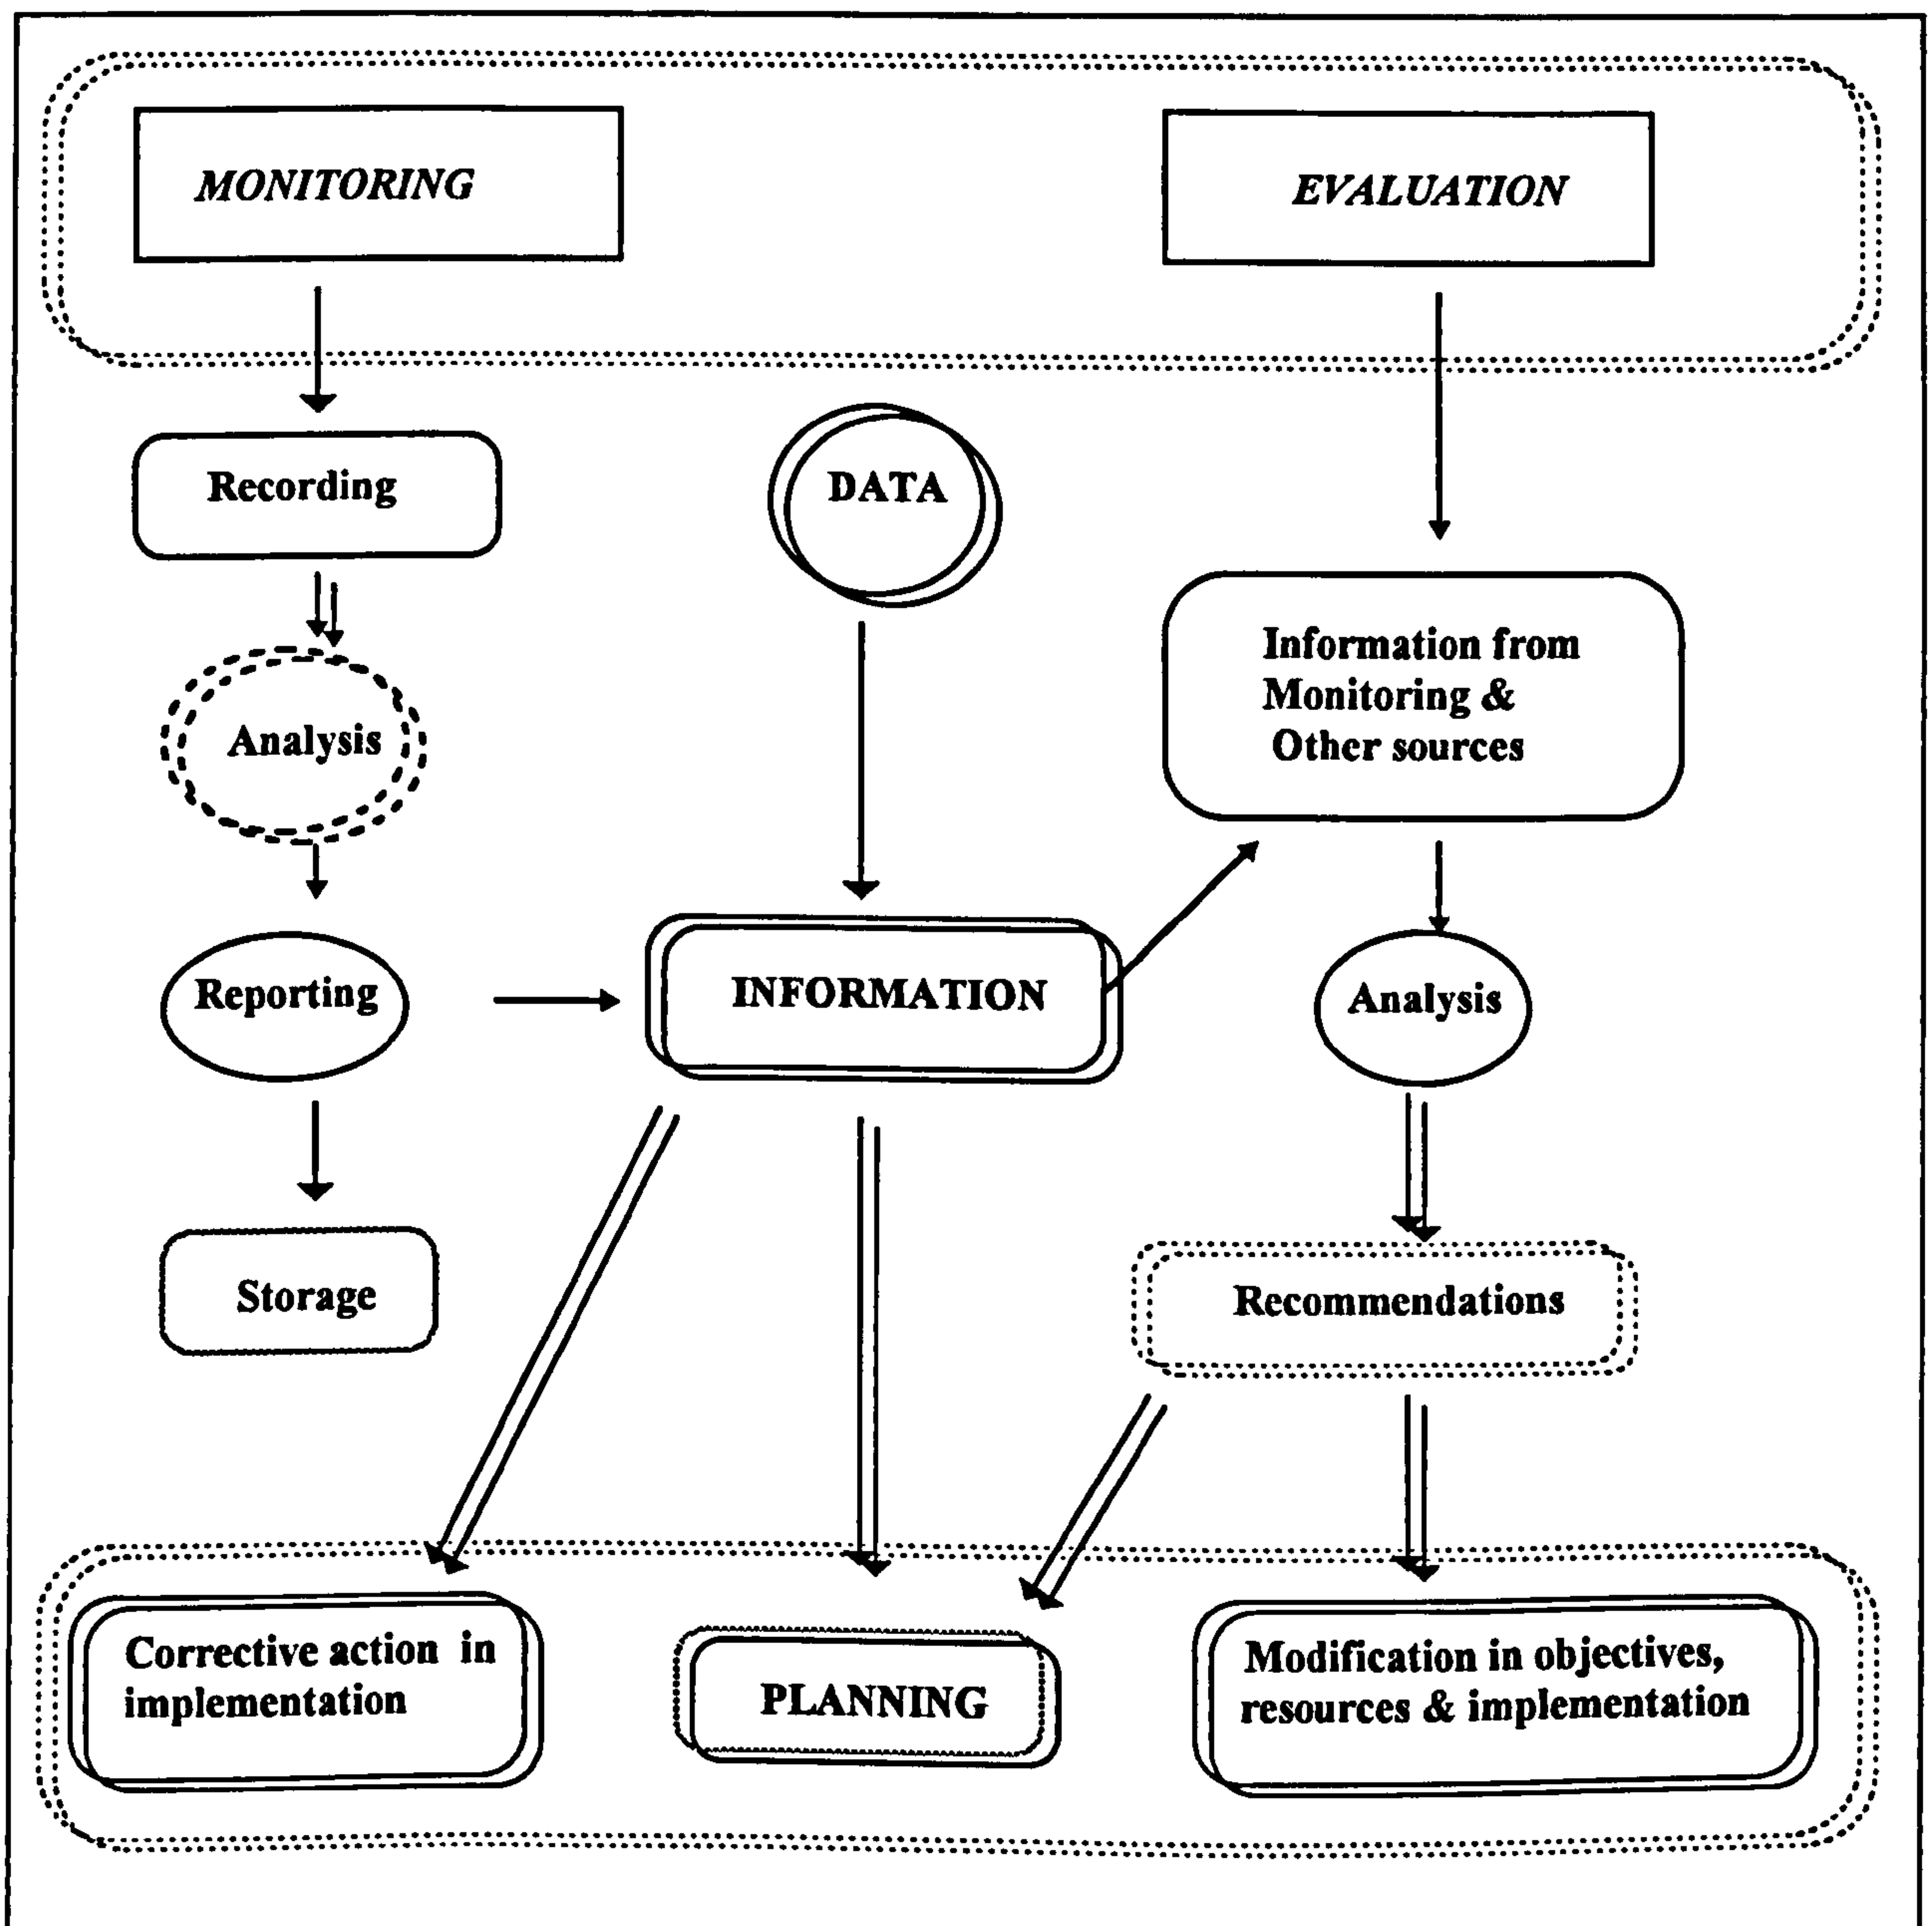 MONITORING
EVALUATION
Recording
DATA
Information from
Monitoring &
Other sources
Analysis
Reporting
INFORMATION
Analysis
Storage
Recommendations
Corrective action in
implementation
PLANNING
Modification in objectives,
resources & implementation